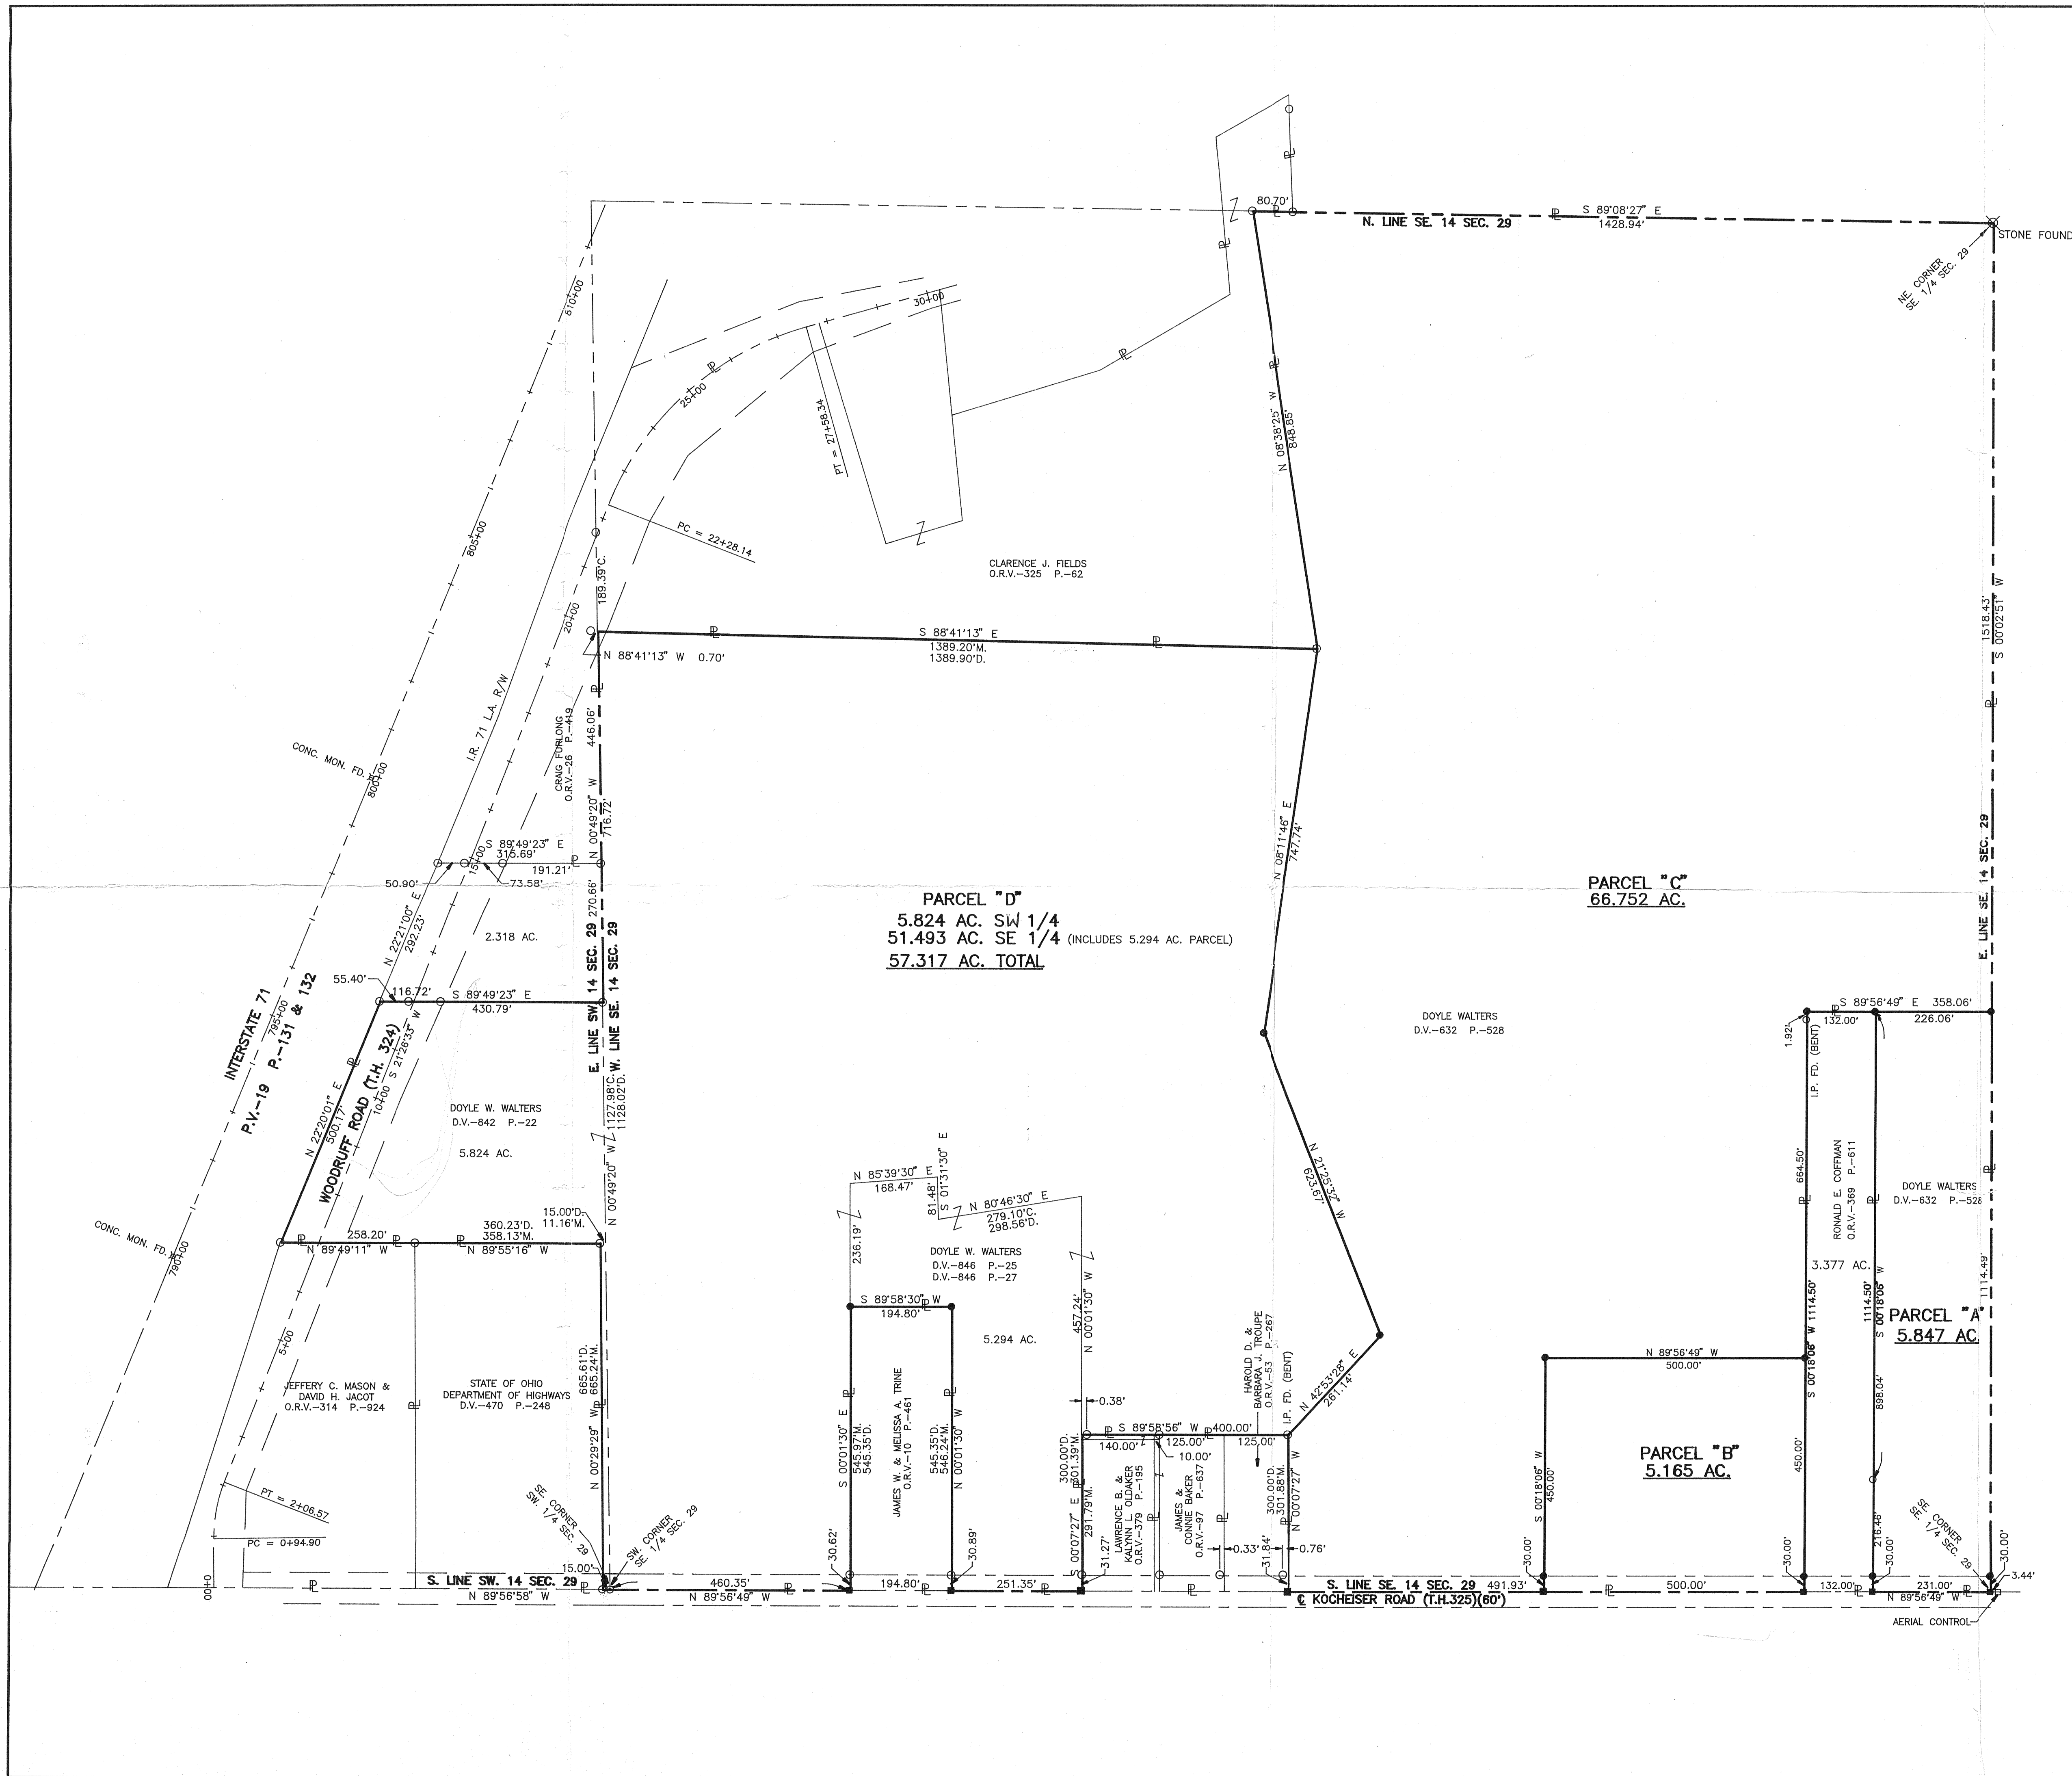 80.70'
N. LINE SE. 14 SEC. 29
S 89°08'27" E
1428.94'
STONE FOUND
NE. CORNER
SE. 1/4 SEC. 29
810+00
30+00
25+00
PT = 27+58.34
PC = 22+28.14
805+00
20+00
189.39'C.
N 08°38'25" W
848.85'
CLARENCE J. FIELDS
O.R.V.-325 P.-62
1518.43'
S 00°02'51" W
S 88°41'13" E
1389.20'M.
1389.90'D.
N 88°41'13" W 0.70'
I.R. 71 L.A. R/W
CRAIG FURLONG
O.R.V.-26 P.-419
446.06'
N 00°49'20" W
716.72'
CONC. MON. FD.
800+00
N 08°11'46" E
747.74'
S 89°49'23" E
315.69'
191.21'
15+00
50.90'
73.58'
270.66'
PARCEL "D"
5.824 AC. SW 1/4
51.493 AC. SE 1/4 (INCLUDES 5.294 AC. PARCEL)
57.317 AC. TOTAL
PARCEL "C"
66.752 AC.
E. LINE SE. 14 SEC. 29
N 22°21'00" E
292.23'
2.318 AC.
E. LINE SW. 14 SEC. 29
W. LINE SE. 14 SEC. 29
55.40'
116.72'
S 89°49'23" E
430.79'
INTERSTATE 71
795+00
P.V.-19 P.-131 & 132
DOYLE WALTERS
D.V.-632 P.-528
S 89°56'49" E 358.06'
132.00'
226.06'
1.92'
I.P. FD. (BENT)
N 22°20'01" E
500.17'
WOODRUFF ROAD (T.H. 324)
10+00
S 21°26'33" W
DOYLE W. WALTERS
D.V.-842 P.-22
5.824 AC.
1127.98'C.
1128.02'D.
N 00°49'20" W
N 21°25'32" W
623.67'
664.50'
RONALD E. COFFMAN
O.R.V.-369 P.-611
3.377 AC.
DOYLE WALTERS
D.V.-632 P.-528
N 85°39'30" E
168.47'
81.48'
S 01°31'30" E
N 80°46'30" E
279.10'C.
298.56'D.
236.19'
DOYLE W. WALTERS
D.V.-846 P.-25
D.V.-846 P.-27
CONC. MON. FD.
790+00
258.20'
N 89°49'11" W
360.23'D.
358.13'M.
N 89°55'16" W
15.00'D.
11.16'M.
457.24'
N 00°01'30" W
S 89°58'30" W
194.80'
5.294 AC.
1114.49'
PARCEL "A"
5.847 AC.
1114.50'
S 00°18'06" W
S 00°18'06" W 1114.50'
5+00
JEFFERY C. MASON &
DAVID H. JACOT
O.R.V.-314 P.-924
STATE OF OHIO
DEPARTMENT OF HIGHWAYS
D.V.-470 P.-248
665.61'D.
665.24'M.
N 00°29'29" W
S 00°01'30" E
545.97'M.
545.35'D.
JAMES W. & MELISSA A. TRINE
O.R.V.-10 P.-461
545.35'D.
546.24'M.
N 00°01'30" W
0.38'
S 89°58'56" W
400.00'
140.00'
125.00'
125.00'
10.00'
HAROLD D. &
BARBARA J. TROUPE
O.R.V.-53 P.-267
I.P. FD. (BENT)
N 42°53'28" E
261.14'
N 89°56'49" W
500.00'
PARCEL "B"
5.165 AC.
S 00°18'06" W
450.00'
450.00'
898.04'
216.46'
300.00'D.
301.39'M.
S 00°07'27" E
291.79'M.
31.27'
LAWRENCE B. &
KALYNN L. OLDAKER
O.R.V.-379 P.-195
JAMES &
CONNIE BAKER
O.R.V.-97 P.-637
300.00'D.
301.88'M.
N 00°07'27" W
0.33'
31.84'
0.76'
PT = 2+06.57
PC = 0+94.90
00+0
SE. CORNER
SW. 1/4 SEC. 29
SW. CORNER
SE. 1/4 SEC. 29
15.00'
30.62'
30.89'
30.00'
30.00'
30.00'
SE. CORNER
SE. 1/4 SEC. 29
30.00'
3.44'
S. LINE SW. 14 SEC. 29
N 89°56'58" W
460.35'
N 89°56'49" W
194.80'
251.35'
S. LINE SE. 14 SEC. 29
491.93'
500.00'
132.00'
231.00'
N 89°56'49" W
℄ KOCHEISER ROAD (T.H.325)(60')
AERIAL CONTROL